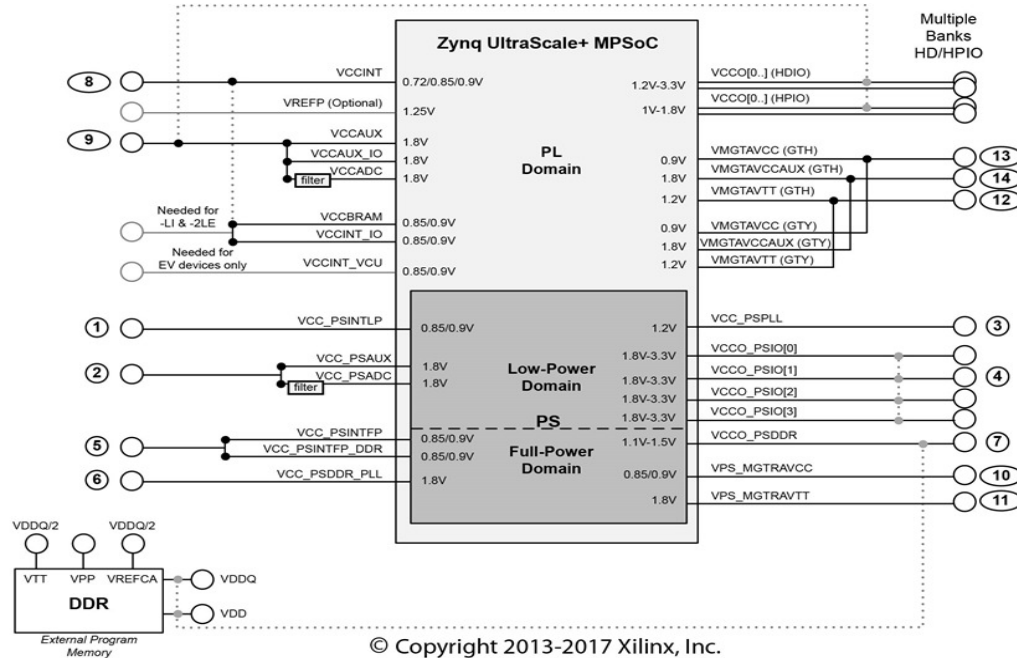 Zynq UltraScale+ MPSoC
Multiple
Banks
HD/HPIO
8
VCCINT
0.72/0.85/0.9V
VREFP (Optional)
1.25V
9
VCCAUX
1.8V
VCCAUX_IO
1.8V
VCCADC
filter
1.8V
Needed for
-LI & -2LE
VCCBRAM
0.85/0.9V
VCCINT_IO
0.85/0.9V
Needed for
EV devices only
VCCINT_VCU
0.85/0.9V
PL
Domain
1.2V-3.3V
VCCO[0..] (HDIO)
1V-1.8V
VCCO[0..] (HPIO)
0.9V
VMGTAVCC (GTH)
13
1.8V
VMGTAVCCAUX (GTH)
14
1.2V
VMGTAVTT (GTH)
12
0.9V
VMGTAVCC (GTY)
1.8V
VMGTAVCCAUX (GTY)
1.2V
VMGTAVTT (GTY)
1
VCC_PSINTLP
0.85/0.9V
2
VCC_PSAUX
1.8V
VCC_PSADC
filter
1.8V
5
VCC_PSINTFP
0.85/0.9V
VCC_PSINTFP_DDR
0.85/0.9V
6
VCC_PSDDR_PLL
1.8V
Low-Power
Domain
PS
Full-Power
Domain
1.2V
VCC_PSPLL
3
1.8V-3.3V
VCCO_PSIO[0]
1.8V-3.3V
VCCO_PSIO[1]
4
1.8V-3.3V
VCCO_PSIO[2]
1.8V-3.3V
VCCO_PSIO[3]
1.1V-1.5V
VCCO_PSDDR
7
0.85/0.9V
VPS_MGTRAVCC
10
1.8V
VPS_MGTRAVTT
11
VDDQ/2 VDDQ/2
VTT VPP VREFCA
VDDQ
DDR
VDD
External Program
Memory
© Copyright 2013-2017 Xilinx, Inc.